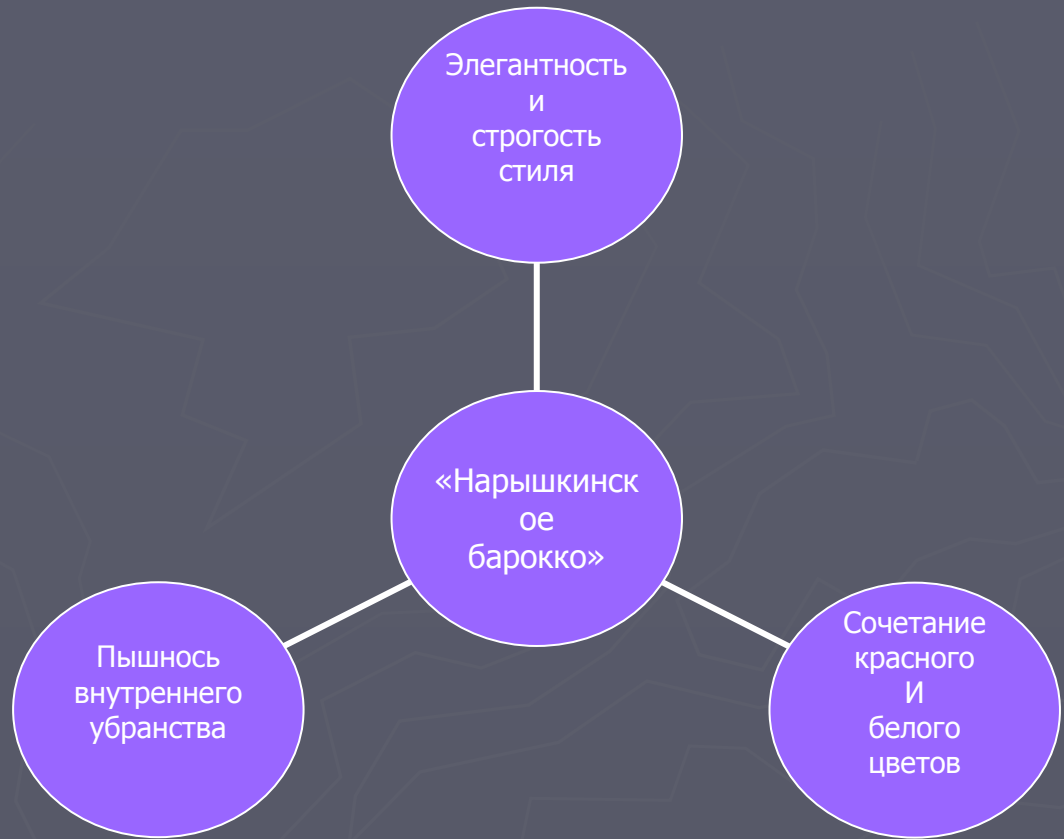 Элегантность
и
строгость
стиля
«Нарышкинск
ое
барокко»
Пышнось
внутреннего
убранства
Сочетание
красного
И
белого
цветов